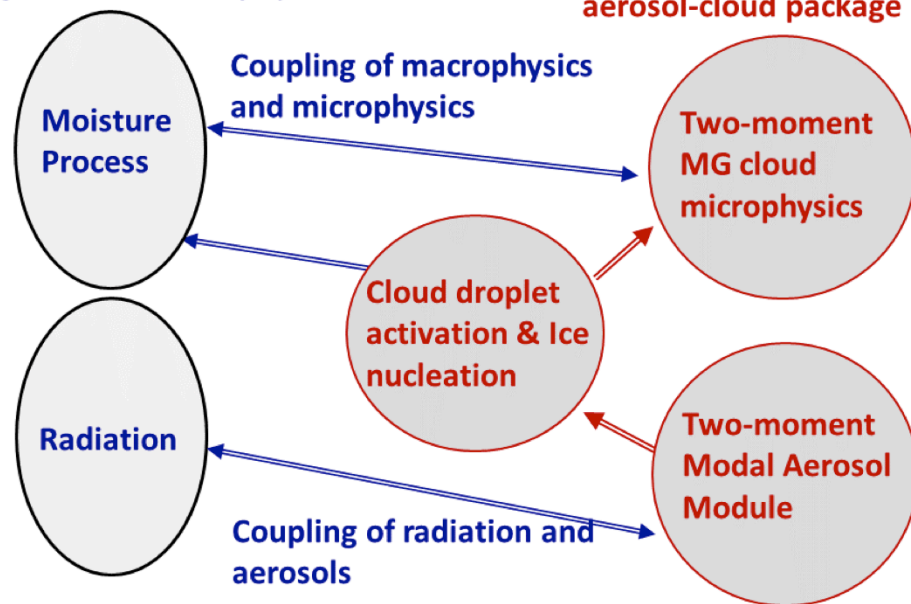 aerosol-cloud package
Coupling of macrophysics
and microphysics
Moisture
Process
Two-moment
MG cloud
microphysics
Cloud droplet
activation & Ice
nucleation
Radiation
Two-moment
Modal Aerosol
Module
Coupling of radiation and
aerosols